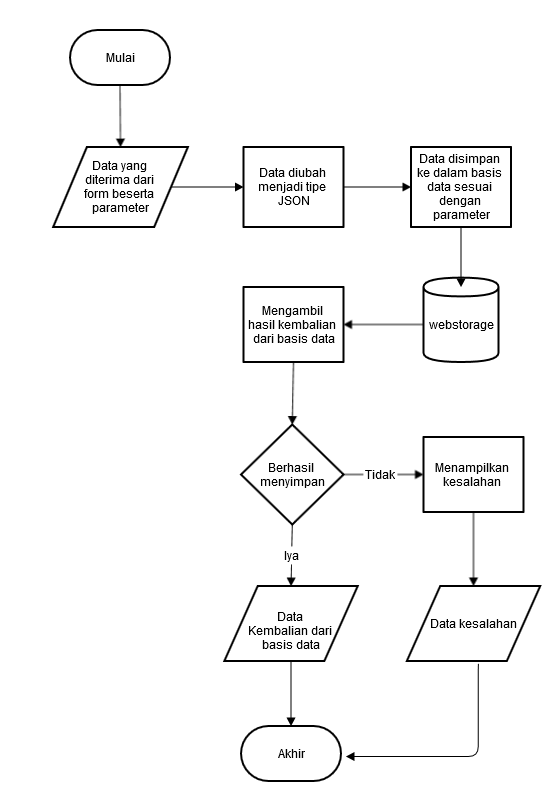 Mulai
Data yang
diterima dari
form beserta
parameter
Data diubah
menjadi tipe
JSON
Data disimpan
ke dalam basis
data sesuai
dengan
parameter
webstorage
Mengambil
hasil kembalian
dari basis data
Berhasil
menyimpan
Tidak
Menampilkan
kesalahan
Iya
Data
Kembalian dari
basis data
Data kesalahan
Akhir